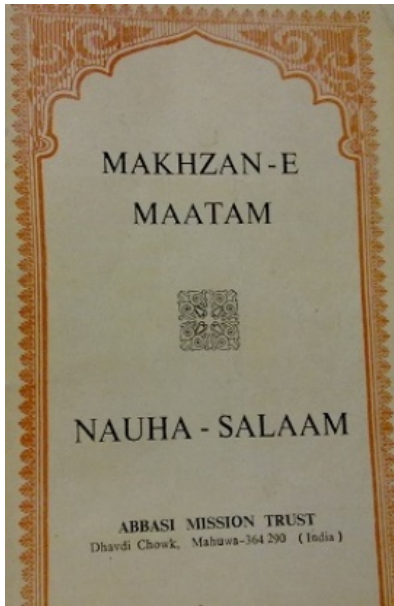 MAKHZAN-E
MAATAM
NAUHA - SALAAM
ABBASI MISSION TRUST
Dhavdi Chowk, Mahuwa-364 290 (India)